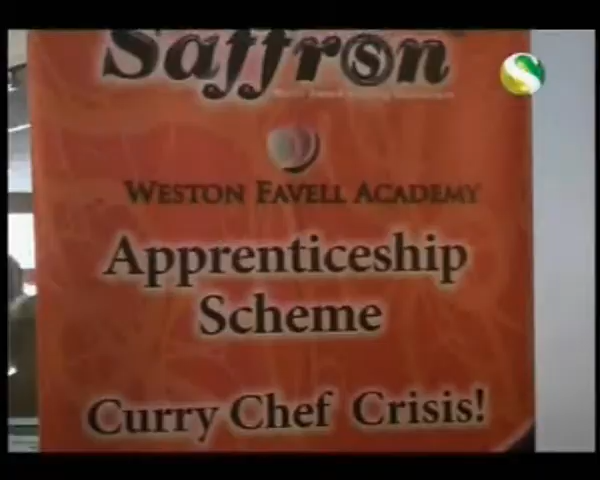 Saffron
WESTON FAVELL ACADEMY
Apprenticeship
Scheme
Curry Chef Crisis!